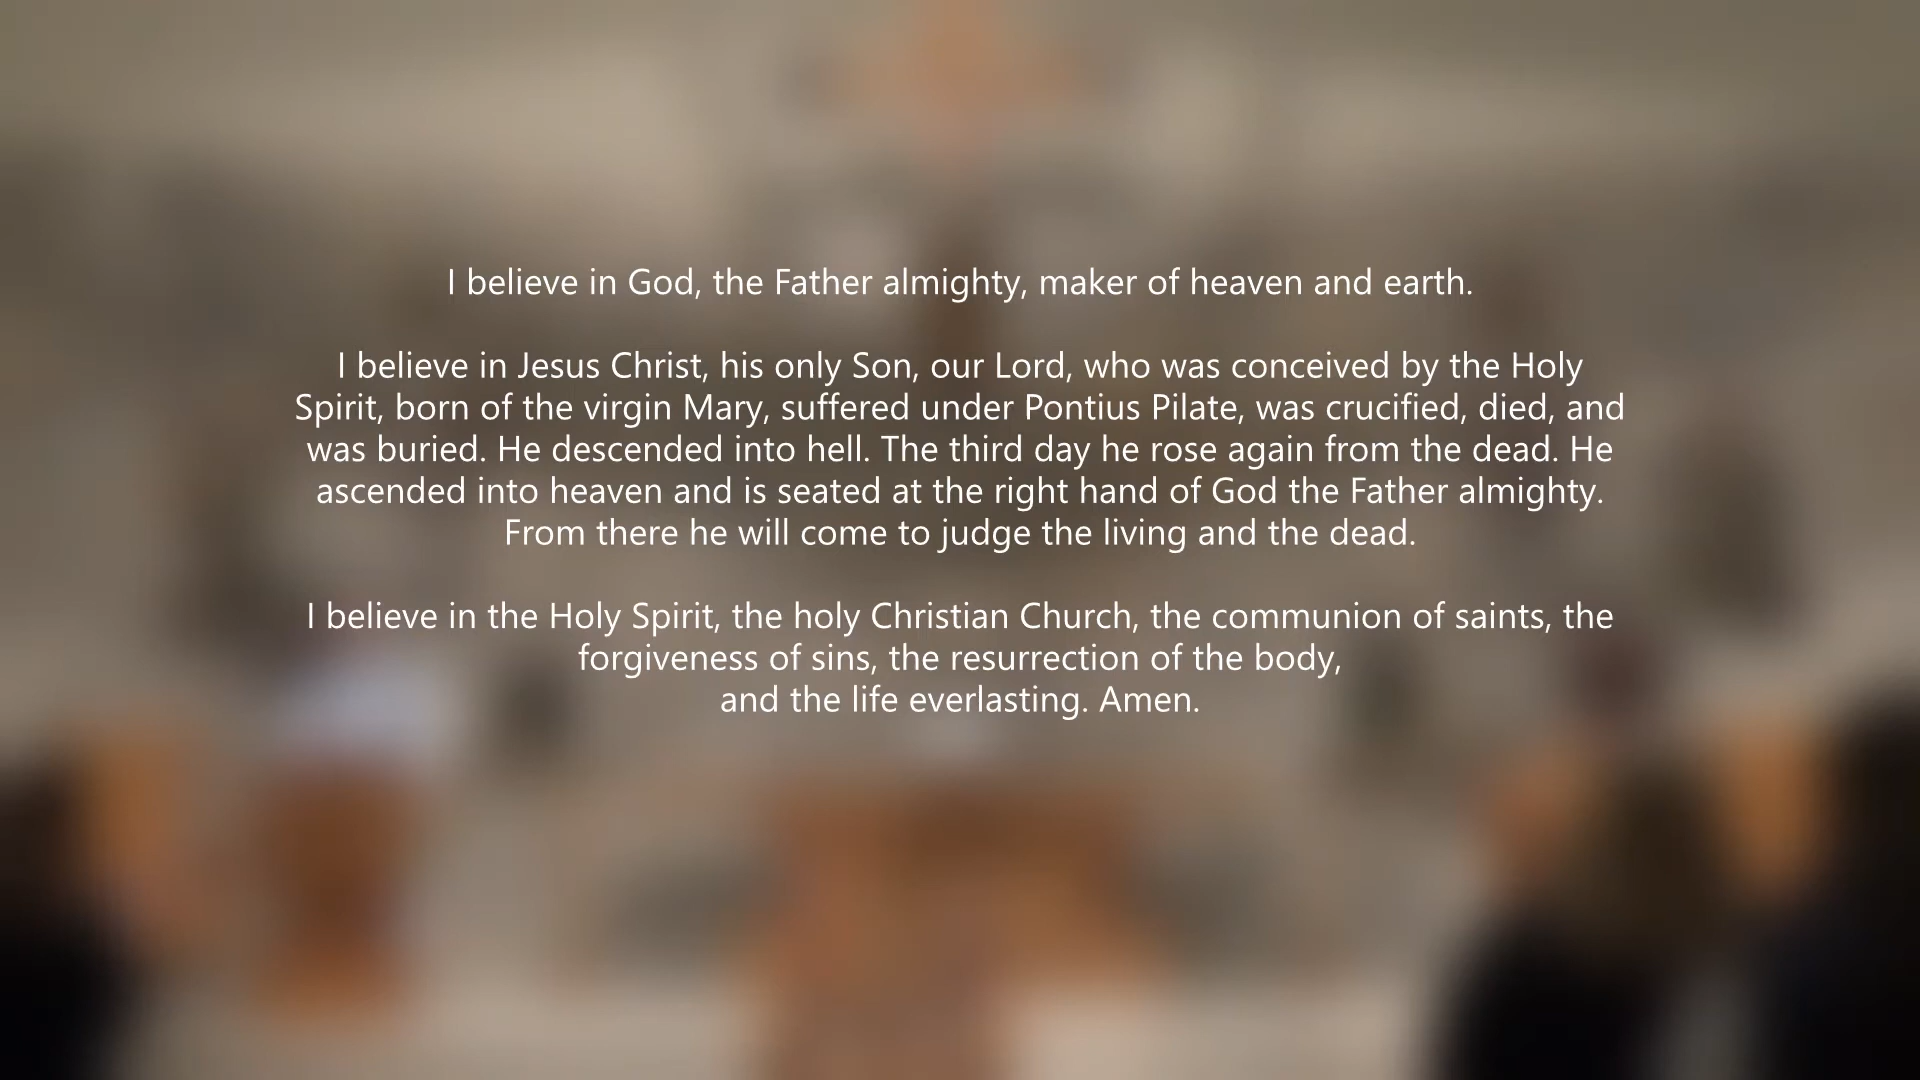 I believe in God, the Father almighty, maker of heaven and earth.
I believe in Jesus Christ, his only Son, our Lord, who was conceived by the Holy
Spirit, born of the virgin Mary, suffered under Pontius Pilate, was crucified, died, and
was buried. He descended into hell. The third day he rose again from the dead. He
ascended into heaven and is seated at the right hand of God the Father almighty.
From there he will come to judge the living and the dead.
I believe in the Holy Spirit, the holy Christian Church, the communion of saints, the
forgiveness of sins, the resurrection of the body,
and the life everlasting. Amen.